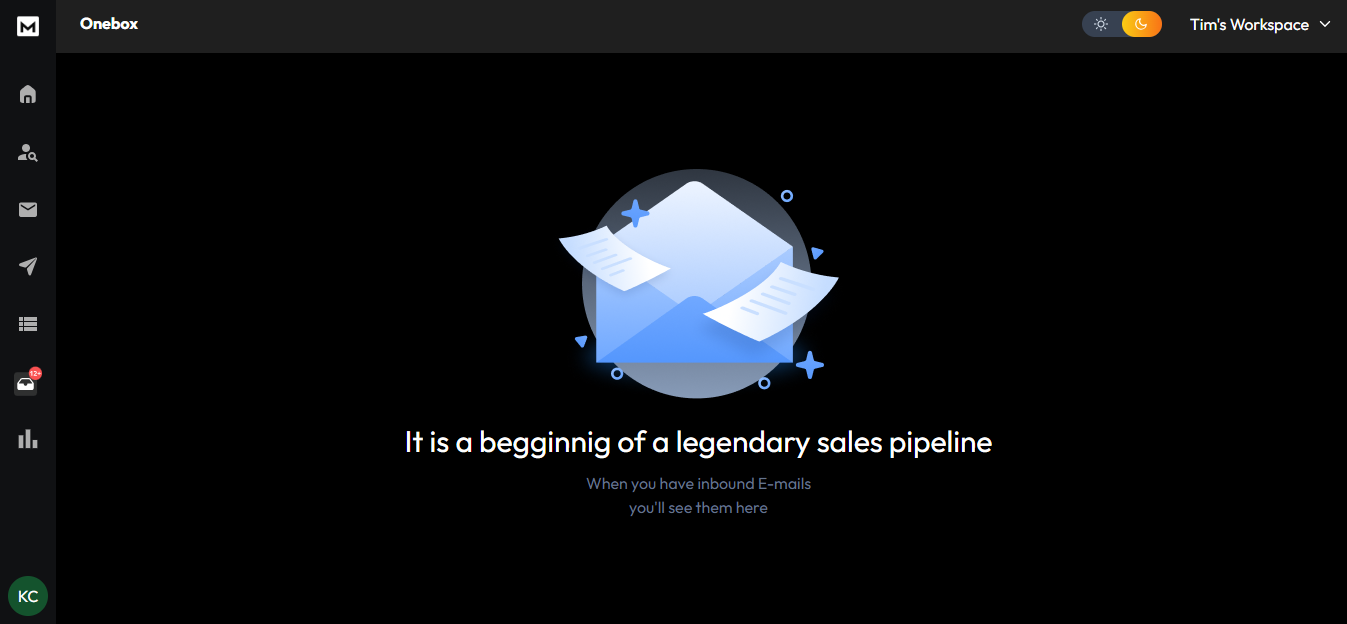 M
Onebox
Tim's Workspace
12+
It is a begginnig of a legendary sales pipeline
When you have inbound E-mails
you'll see them here
KC